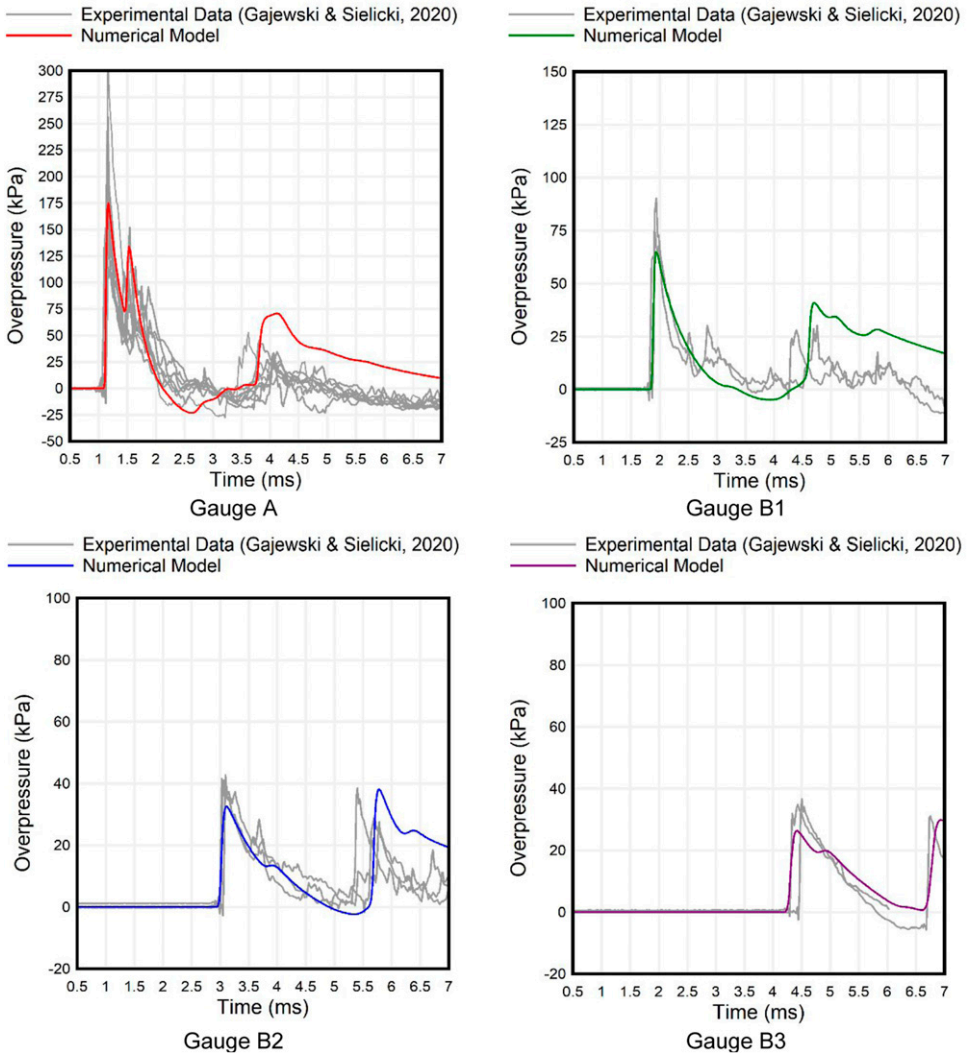 Experimental Data (Gajewski & Sielicki, 2020)
Numerical Model
300
275
250
225
200
175
150
125
100
75
50
25
0
-25
-50
Overpressure (kPa)
0.5 1 1.5 2 2.5 3 3.5 4 4.5 5 5.5 6 6.5 7
Time (ms)
Gauge A
Experimental Data (Gajewski & Sielicki, 2020)
Numerical Model
150
125
100
75
50
25
0
-25
Overpressure (kPa)
0.5 1 1.5 2 2.5 3 3.5 4 4.5 5 5.5 6 6.5 7
Time (ms)
Gauge B1
Experimental Data (Gajewski & Sielicki, 2020)
Numerical Model
100
80
60
40
20
0
-20
Overpressure (kPa)
0.5 1 1.5 2 2.5 3 3.5 4 4.5 5 5.5 6 6.5 7
Time (ms)
Gauge B2
Experimental Data (Gajewski & Sielicki, 2020)
Numerical Model
100
80
60
40
20
0
-20
Overpressure (kPa)
0.5 1 1.5 2 2.5 3 3.5 4 4.5 5 5.5 6 6.5 7
Time (ms)
Gauge B3